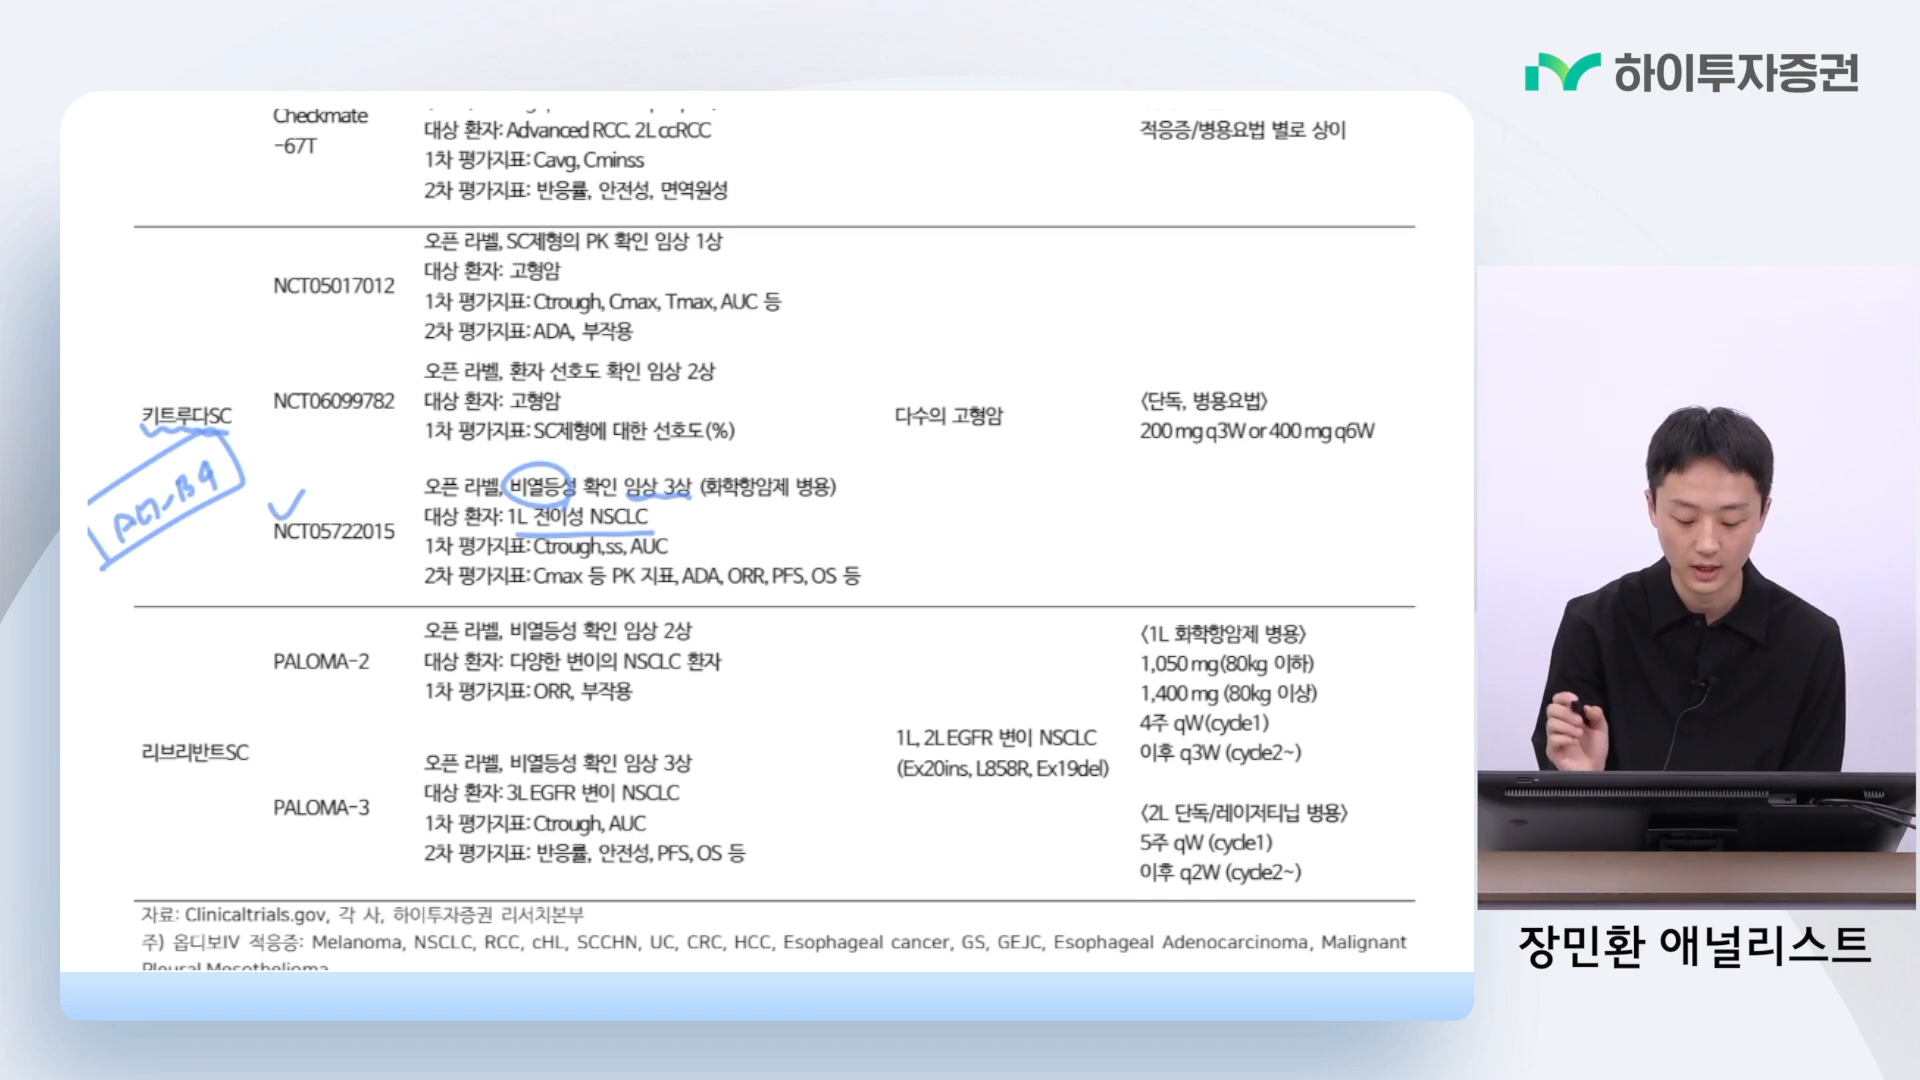 하이투자증권
Checkmate
-67T
대상 환자: Advanced RCC, 2L ccRCC
1차 평가지표: Cavg, Cminss
2차 평가지표: 반응률, 안전성, 면역원성
적응증/병용요법 별로 상이
키트루다SC
NCT05017012
오픈 라벨, SC제형의 PK 확인 임상 1상
대상 환자: 고형암
1차 평가지표: Ctrough, Cmax, Tmax, AUC 등
2차 평가지표: ADA, 부작용
NCT06099782
오픈 라벨, 환자 선호도 확인 임상 2상
대상 환자: 고형암
1차 평가지표: SC제형에 대한 선호도(%)
다수의 고형암
〈단독, 병용요법〉
200 mg q3W or 400 mg q6W
NCT05722015
오픈 라벨, 비열등성 확인 임상 3상 (화학항암제 병용)
대상 환자: 1L 전이성 NSCLC
1차 평가지표: Ctrough,ss, AUC
2차 평가지표: Cmax 등 PK 지표, ADA, ORR, PFS, OS 등
리브리반트SC
PALOMA-2
오픈 라벨, 비열등성 확인 임상 2상
대상 환자: 다양한 변이의 NSCLC 환자
1차 평가지표: ORR, 부작용
PALOMA-3
오픈 라벨, 비열등성 확인 임상 3상
대상 환자: 3L EGFR 변이 NSCLC
1차 평가지표: Ctrough, AUC
2차 평가지표: 반응률, 안전성, PFS, OS 등
1L, 2L EGFR 변이 NSCLC
(Ex20ins, L858R, Ex19del)
〈1L 화학항암제 병용〉
1,050 mg(80kg 이하)
1,400 mg (80kg 이상)
4주 qW(cycle1)
이후 q3W (cycle2~)
〈2L 단독/레이저티닙 병용〉
5주 qW (cycle1)
이후 q2W (cycle2~)
자료: Clinicaltrials.gov, 각 사, 하이투자증권 리서치본부
주) 옵디보IV 적응증: Melanoma, NSCLC, RCC, cHL, SCCHN, UC, CRC, HCC, Esophageal cancer, GS, GEJC, Esophageal Adenocarcinoma, Malignant
Pleural Mesothelioma
장민환 애널리스트